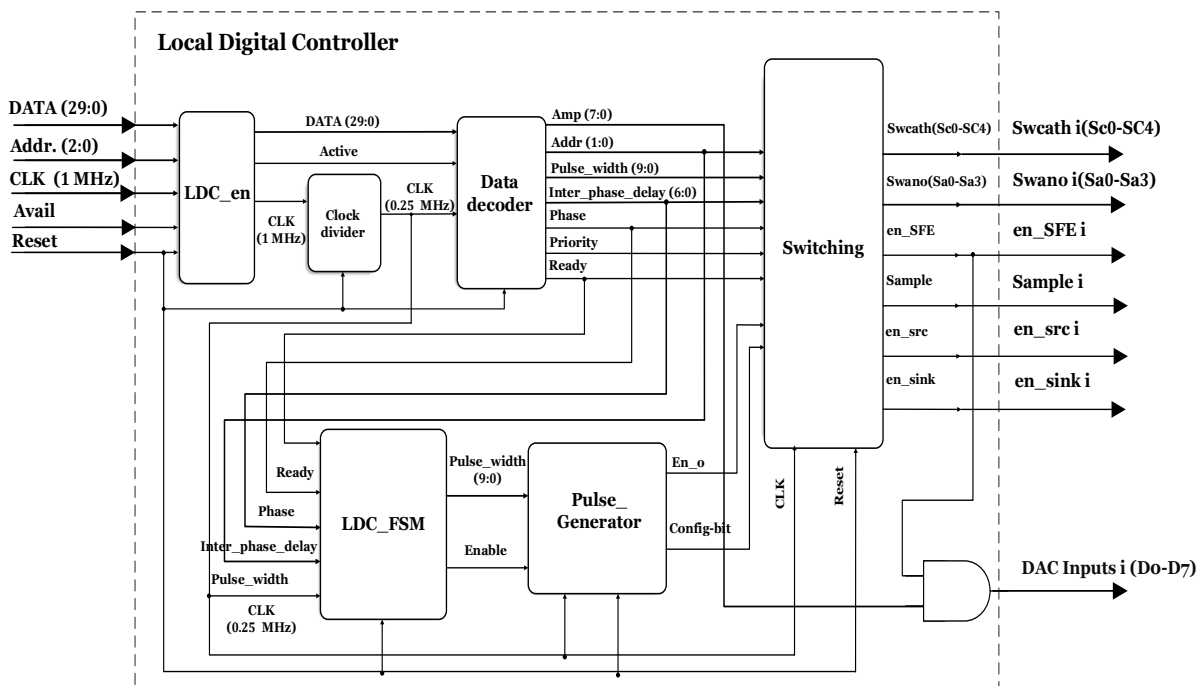 Local Digital Controller
DATA (29:0)
Addr. (2:0)
CLK (1 MHz)
Avail
Reset
LDC_en
DATA (29:0)
Active
CLK
(1 MHz)
Clock
divider
CLK
(0.25 MHz)
Data
decoder
Amp (7:0)
Addr (1:0)
Pulse_width (9:0)
Inter_phase_delay (6:0)
Phase
Priority
Ready
Switching
Swcath(Sc0-SC4)
Swano(Sa0-Sa3)
en_SFE
Sample
en_src
en_sink
Swcath i(Sc0-SC4)
Swano i(Sa0-Sa3)
en_SFE i
Sample i
en_src i
en_sink i
Ready
Phase
Inter_phase_delay
Pulse_width
CLK
(0.25 MHz)
LDC_FSM
Pulse_width
(9:0)
Enable
Pulse_
Generator
En_o
Config-bit
CLK
Reset
DAC Inputs i (D0-D7)